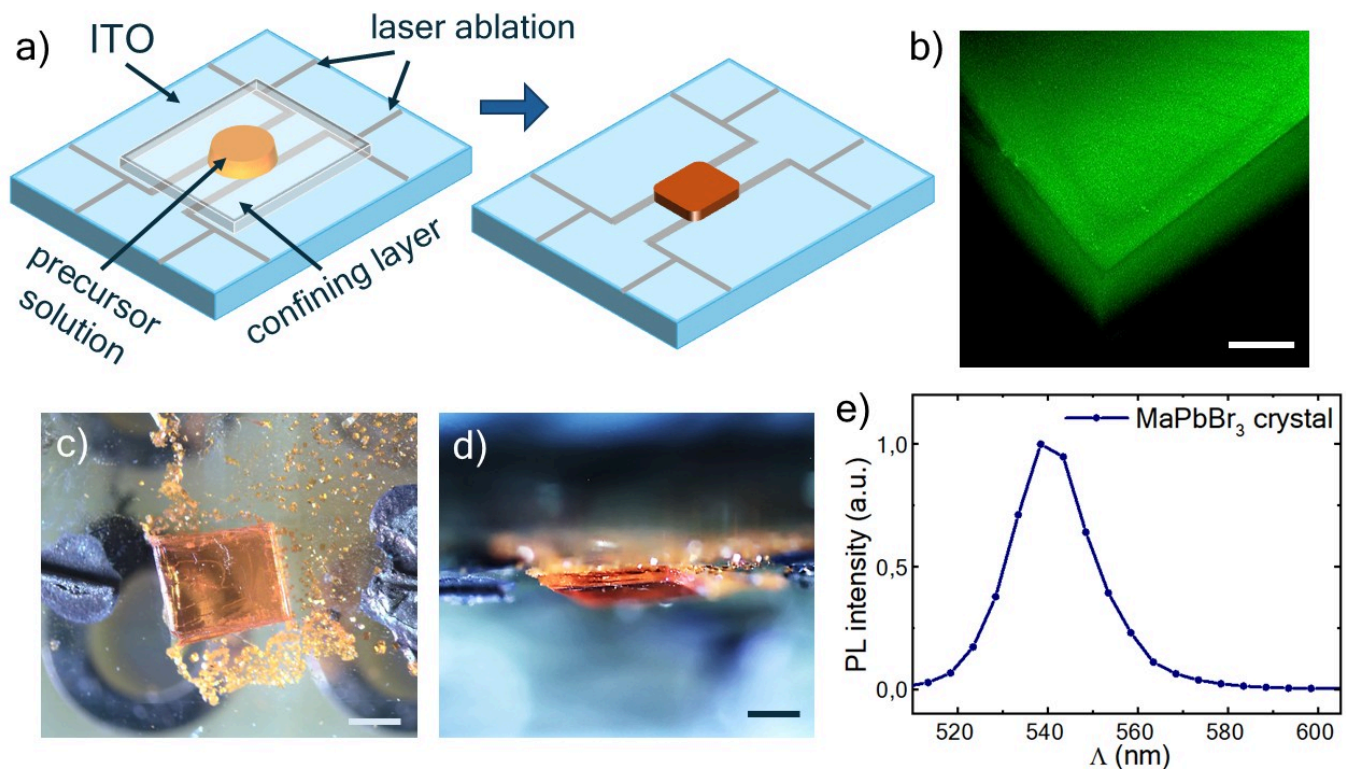 a)
ITO
laser ablation
precursor
solution
confining layer
b)
c)
d)
e)
MaPbBr₃ crystal
PL intensity (a.u.)
1,0
0,5
0,0
520 540 560 580 600
Λ (nm)